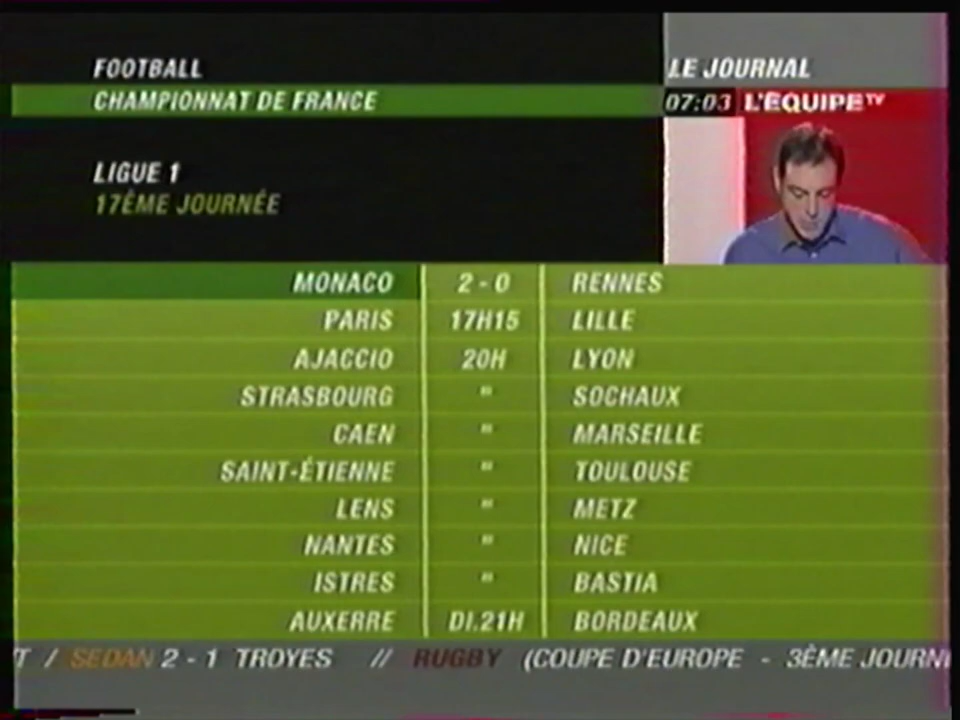 FOOTBALL
CHAMPIONNAT DE FRANCE
LE JOURNAL
07:03 L'ÉQUIPE TV
LIGUE 1
17ÈME JOURNÉE
MONACO 2 - 0 RENNES
PARIS 17H15 LILLE
AJACCIO 20H LYON
STRASBOURG " SOCHAUX
CAEN " MARSEILLE
SAINT-ÉTIENNE " TOULOUSE
LENS " METZ
NANTES " NICE
ISTRES " BASTIA
AUXERRE DI.21H BORDEAUX
T / SEDAN 2 - 1 TROYES // RUGBY (COUPE D'EUROPE - 3ÈME JOURN